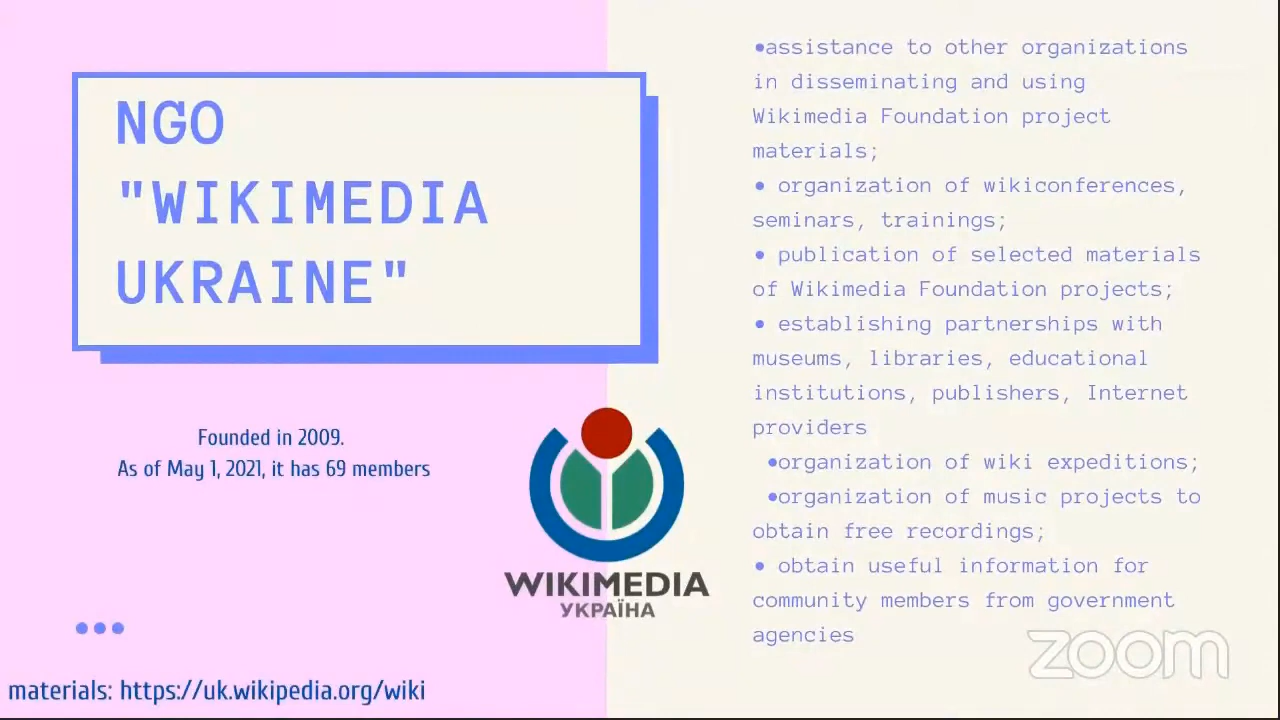 NGO
"WIKIMEDIA
UKRAINE"
Founded in 2009.
As of May 1, 2021, it has 69 members
WIKIMEDIA
УКРАЇНА
materials: https://uk.wikipedia.org/wiki
•assistance to other organizations
in disseminating and using
Wikimedia Foundation project
materials;
• organization of wikiconferences,
seminars, trainings;
• publication of selected materials
of Wikimedia Foundation projects;
• establishing partnerships with
museums, libraries, educational
institutions, publishers, Internet
providers
•organization of wiki expeditions;
•organization of music projects to
obtain free recordings;
• obtain useful information for
community members from government
agencies
zoom